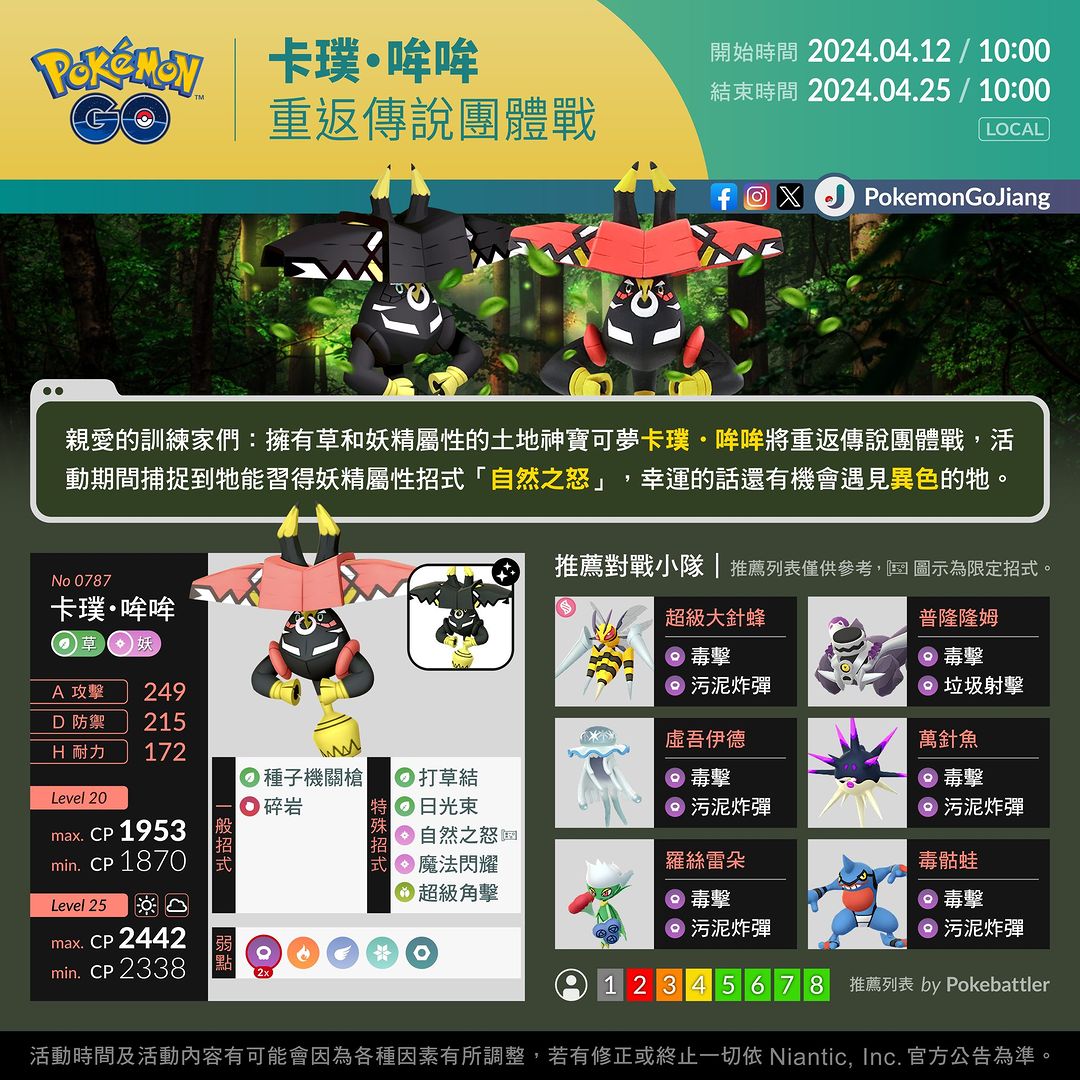 POKéMON
GO
TM
卡璞•哞哞
重返傳說團體戰
開始時間 2024.04.12 / 10:00
結束時間 2024.04.25 / 10:00
LOCAL
PokemonGoJiang
親愛的訓練家們：擁有草和妖精屬性的土地神寶可夢卡璞・哞哞將重返傳說團體戰，活
動期間捕捉到牠能習得妖精屬性招式「自然之怒」，幸運的話還有機會遇見異色的牠。
No 0787
卡璞•哞哞
草 妖
A 攻擊 249
D 防禦 215
H 耐力 172
Level 20
max. CP 1953
min. CP 1870
Level 25
max. CP 2442
min. CP 2338
一般招式
種子機關槍
碎岩
特殊招式
打草結
日光束
自然之怒
魔法閃耀
超級角擊
弱點
2x
推薦對戰小隊｜推薦列表僅供參考，圖示為限定招式。
超級大針蜂
毒擊
污泥炸彈
普隆隆姆
毒擊
垃圾射擊
虛吾伊德
毒擊
污泥炸彈
萬針魚
毒擊
污泥炸彈
羅絲雷朵
毒擊
污泥炸彈
毒骷蛙
毒擊
污泥炸彈
1 2 3 4 5 6 7 8
推薦列表 by Pokebattler
活動時間及活動內容有可能會因為各種因素有所調整，若有修正或終止一切依 Niantic, Inc. 官方公告為準。